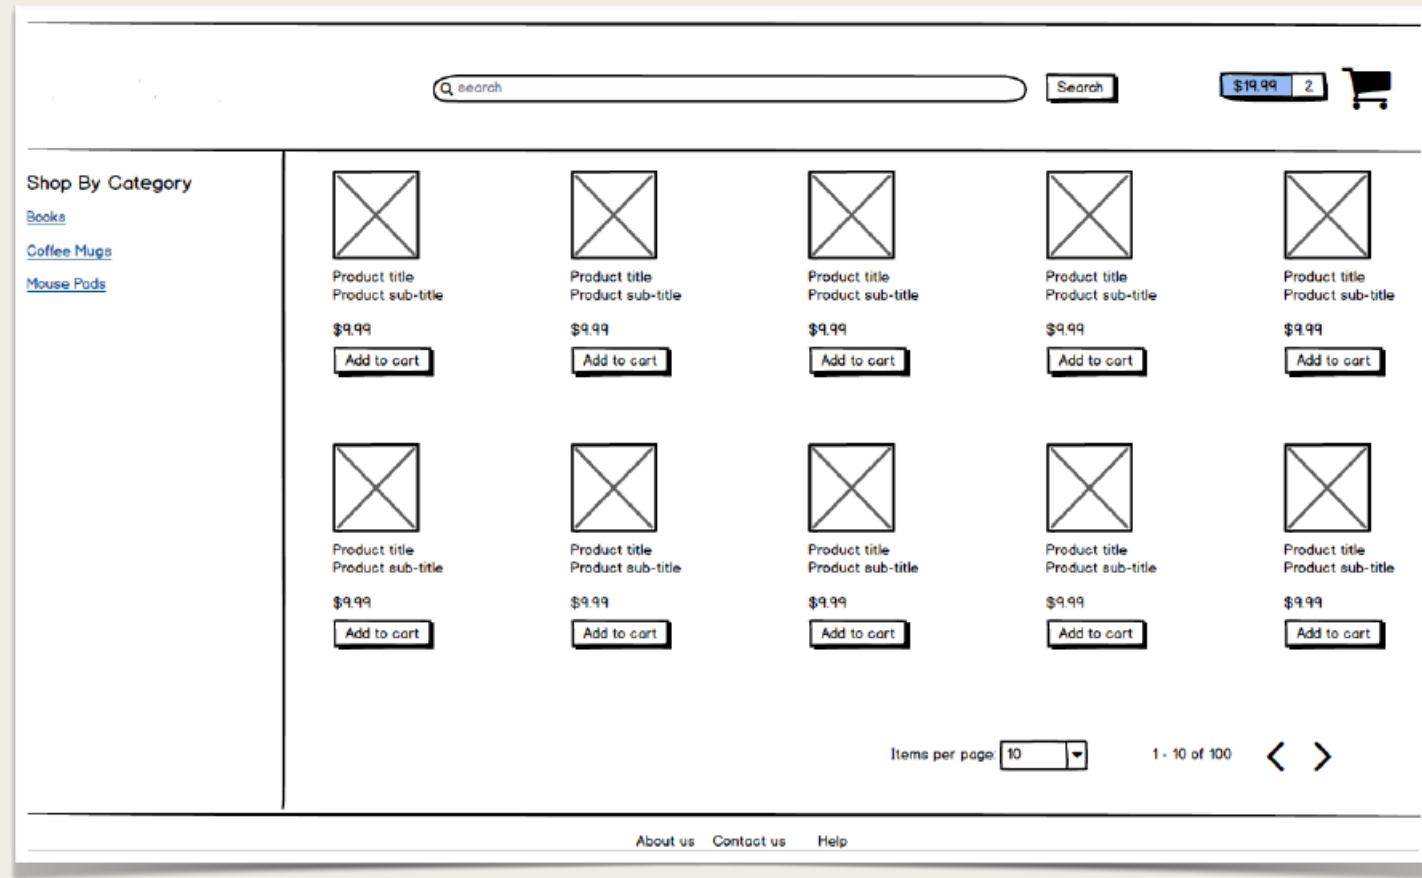 search
Search
$19.99 2
Shop By Category
Books
Coffee Mugs
Mouse Pads
Product title Product title Product title Product title Product title
Product sub-title Product sub-title Product sub-title Product sub-title Product sub-title
$9.99 $9.99 $9.99 $9.99 $9.99
Add to cart Add to cart Add to cart Add to cart Add to cart
Product title Product title Product title Product title Product title
Product sub-title Product sub-title Product sub-title Product sub-title Product sub-title
$9.99 $9.99 $9.99 $9.99 $9.99
Add to cart Add to cart Add to cart Add to cart Add to cart
Items per page: 10 1 - 10 of 100
About us Contact us Help